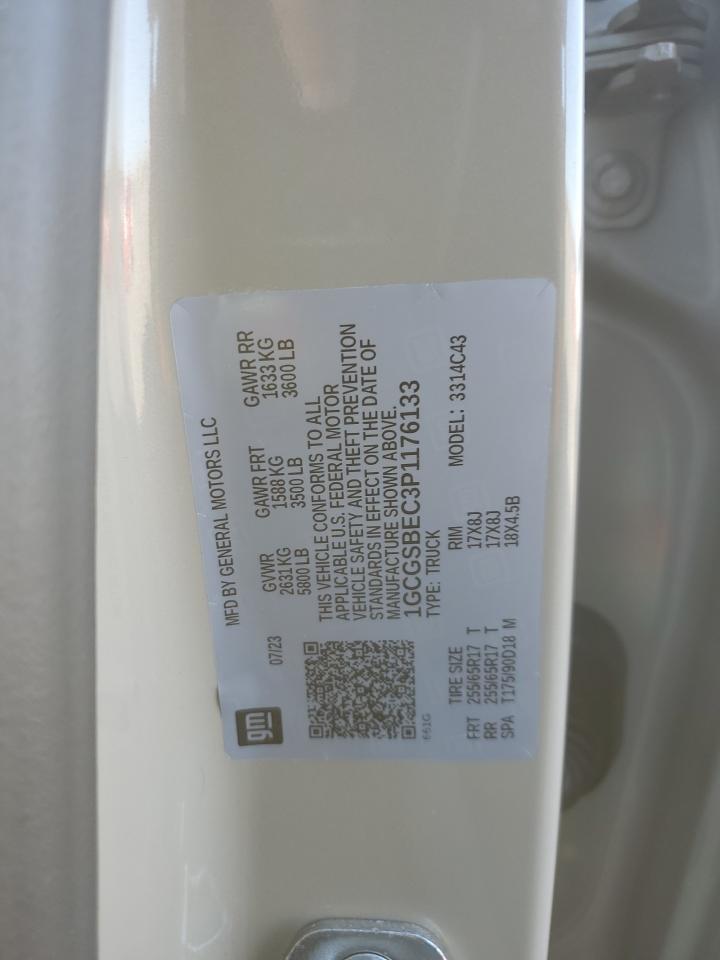 gm
MFD BY GENERAL MOTORS LLC
07/23
GVWR GAWR FRT GAWR RR
2631 KG 1588 KG 1633 KG
5800 LB 3500 LB 3600 LB
661G
THIS VEHICLE CONFORMS TO ALL
APPLICABLE U.S. FEDERAL MOTOR
VEHICLE SAFETY AND THEFT PREVENTION
STANDARDS IN EFFECT ON THE DATE OF
MANUFACTURE SHOWN ABOVE.
1GCGSBEC3P1176133
TYPE: TRUCK MODEL: 3314C43
TIRE SIZE RIM
FRT 255/65R17 T 17X8J
RR 255/65R17 T 17X8J
SPA T175/90D18 M 18X4.5B